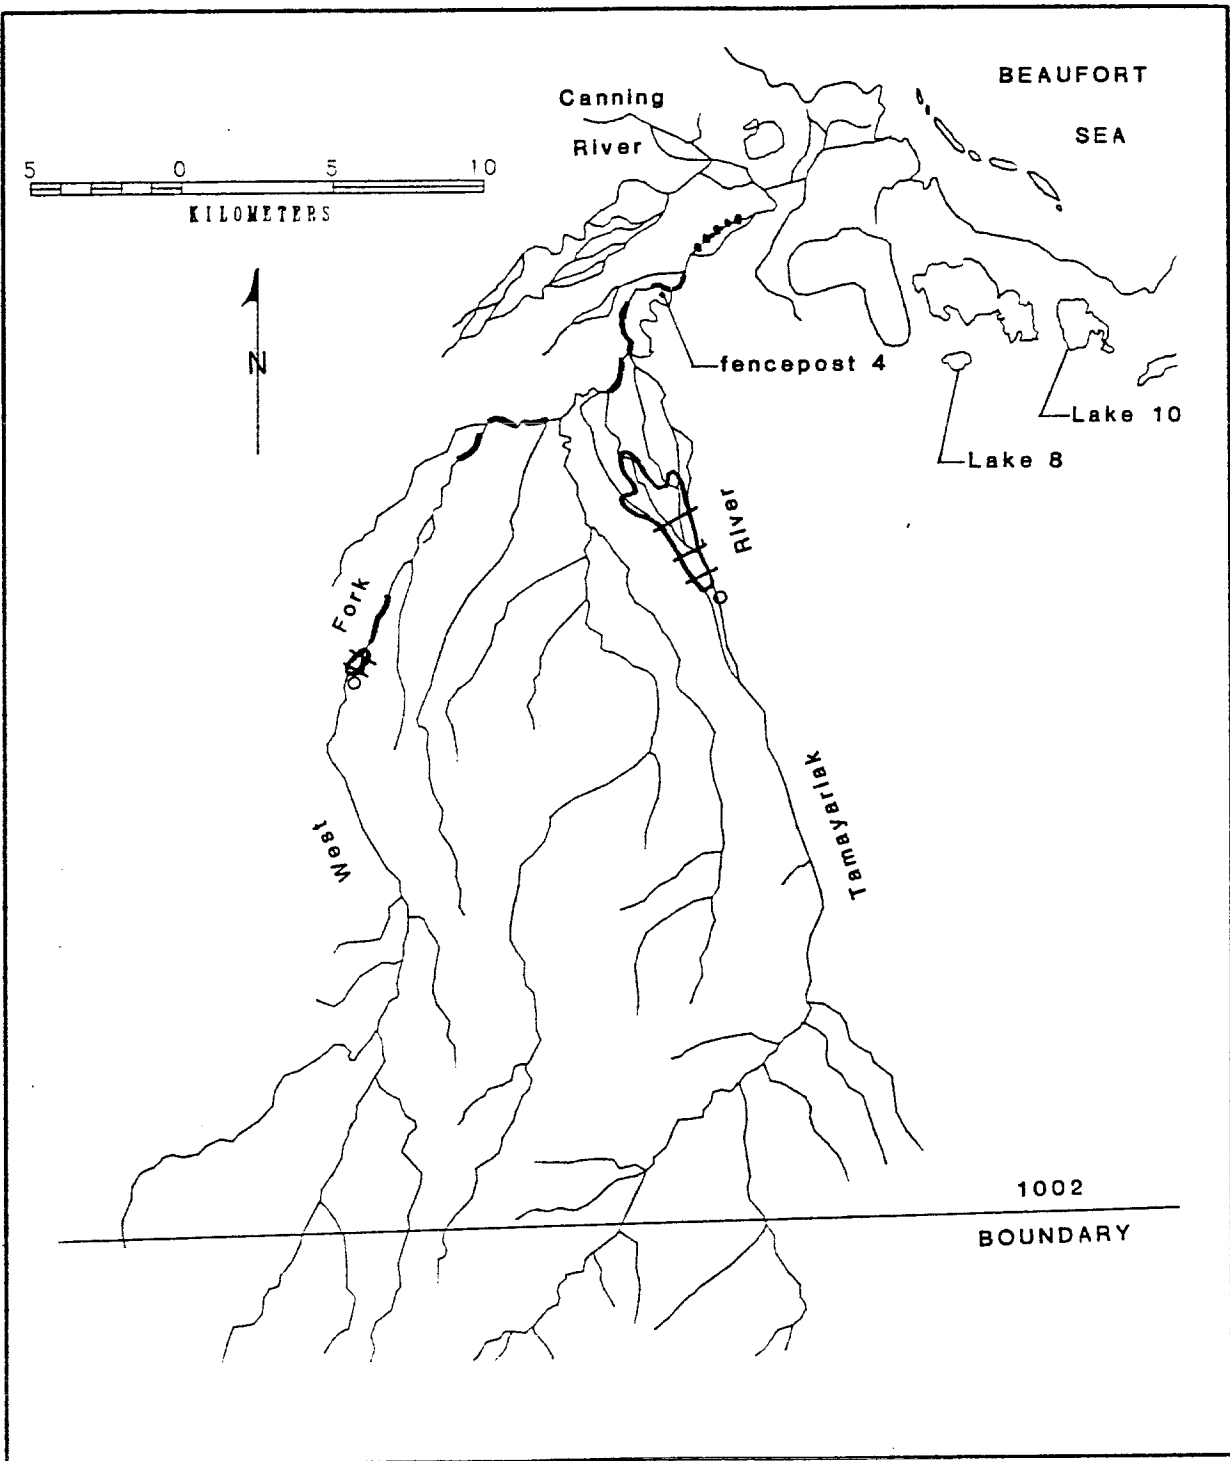 BEAUFORT
SEA
Canning
River
5 0 5 10
KILOMETERS
N
fencepost 4
Lake 10
Lake 8
River
Fork
Tamayariak
West
1002
BOUNDARY